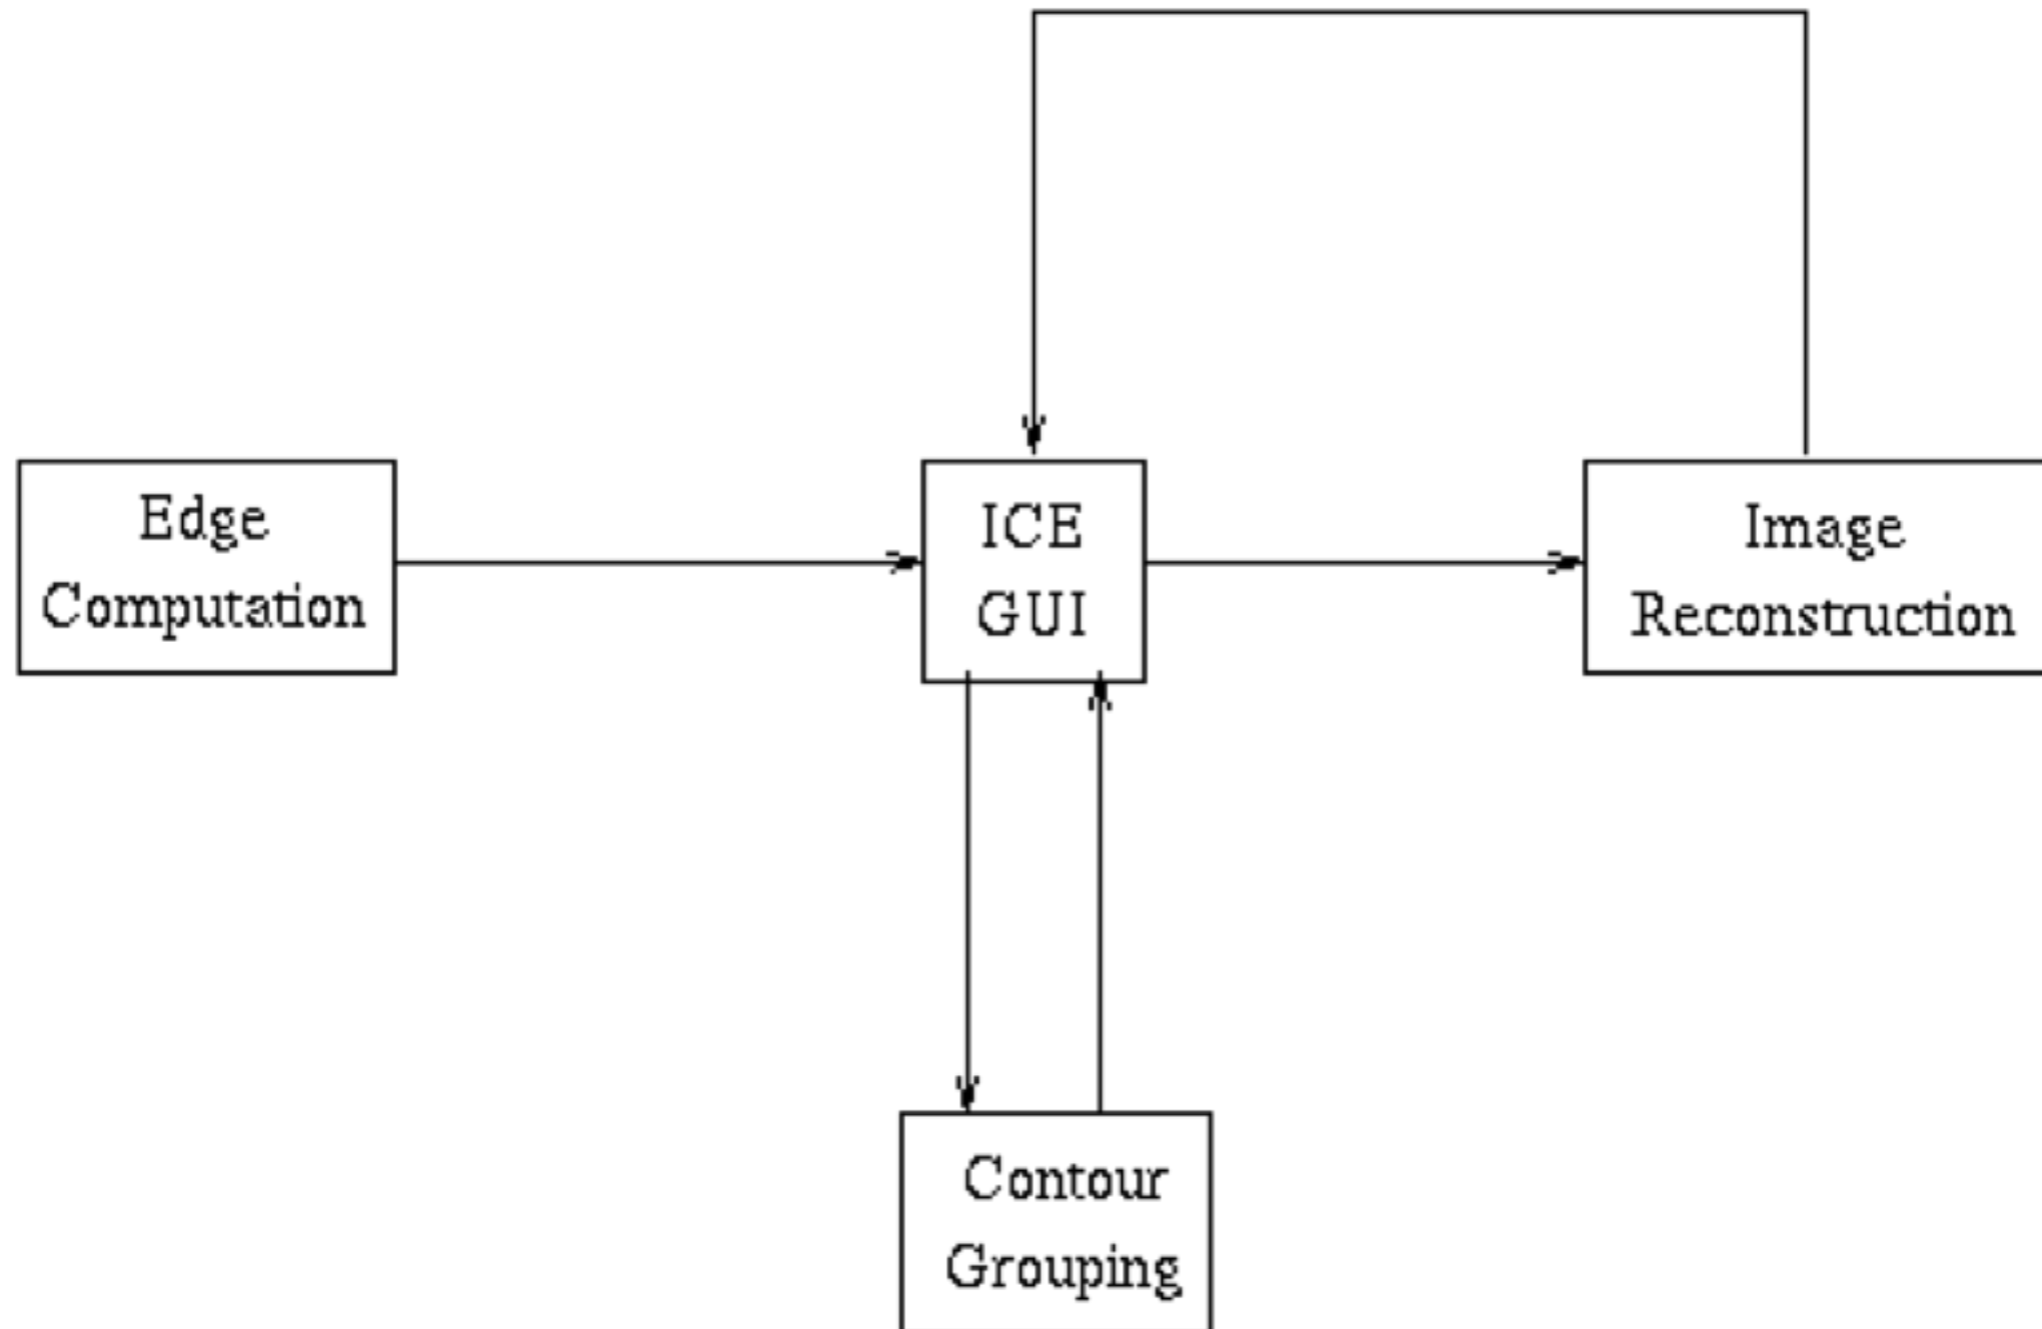 Edge
Computation
ICE
GUI
Image
Reconstruction
Contour
Grouping